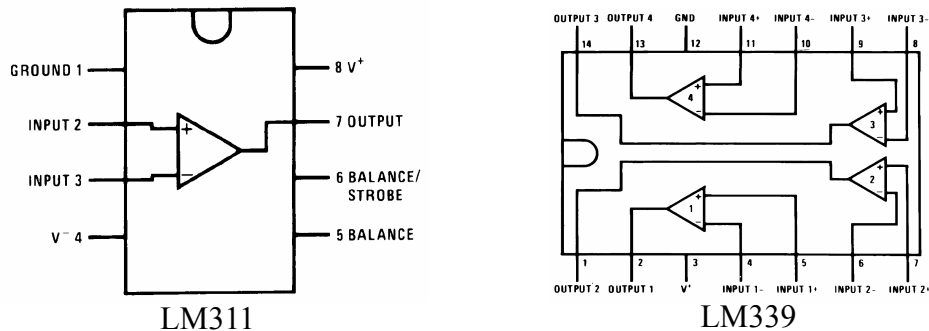 GROUND 1
INPUT 2
INPUT 3
V⁻ 4
8 V⁺
7 OUTPUT
6 BALANCE/
STROBE
5 BALANCE
+
−
LM311
OUTPUT 3 OUTPUT 4 GND INPUT 4+ INPUT 4- INPUT 3+ INPUT 3-
14 13 12 11 10 9 8
+
-
4
+
-
3
+
-
2
+
-
1
1 2 3 4 5 6 7
OUTPUT 2 OUTPUT 1 V⁺ INPUT 1- INPUT 1+ INPUT 2- INPUT 2+
LM339